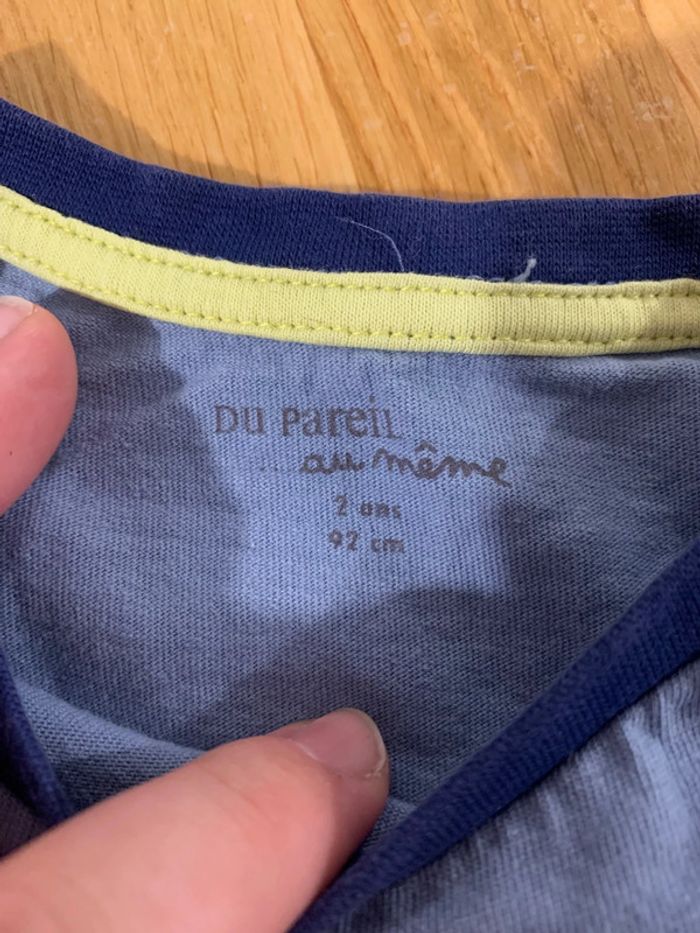 DU PAREIL
...au même
2 ans
92 cm